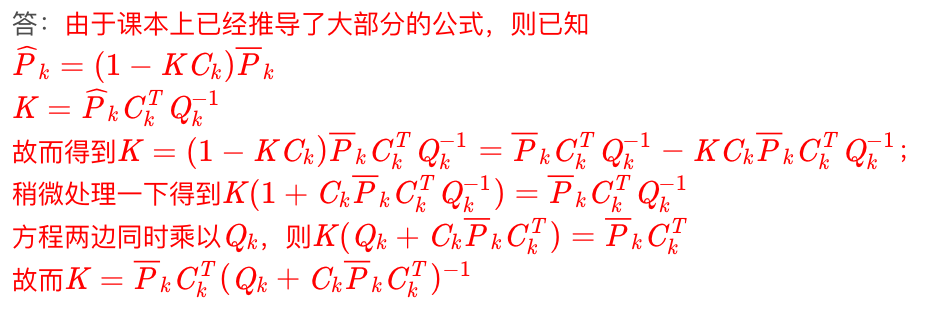 答：由于课本上已经推导了大部分的公式，则已知
$\widehat{P}_k = (1 - KC_k)\overline{P}_k$
$K = \widehat{P}_k C_k^T Q_k^{-1}$
故而得到$K = (1 - KC_k)\overline{P}_k C_k^T Q_k^{-1} = \overline{P}_k C_k^T Q_k^{-1} - KC_k\overline{P}_k C_k^T Q_k^{-1}$；
稍微处理一下得到$K(1 + C_k\overline{P}_k C_k^T Q_k^{-1}) = \overline{P}_k C_k^T Q_k^{-1}$
方程两边同时乘以$Q_k$，则$K(Q_k + C_k\overline{P}_k C_k^T) = \overline{P}_k C_k^T$
故而$K = \overline{P}_k C_k^T (Q_k + C_k\overline{P}_k C_k^T)^{-1}$